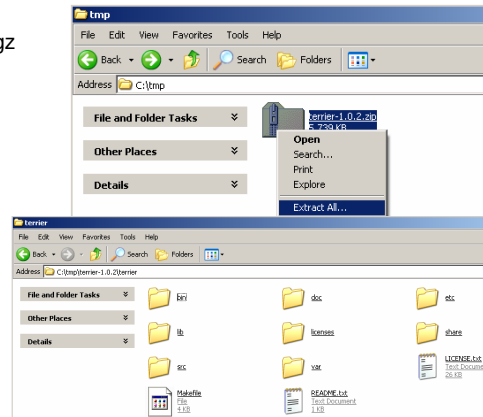 gz
tmp
File Edit View Favorites Tools Help
Back Search Folders
Address C:\tmp
File and Folder Tasks
Other Places
Details
terrier-1.0.2.zip
5,739 KB
Open
Search...
Print
Explore
Extract All...
terrier
File Edit View Favorites Tools Help
Back Search Folders
Address C:\tmp\terrier-1.0.2\terrier
File and Folder Tasks
Other Places
Details
bin doc etc
lib licenses share
src var LICENSE.txt
Text Docume
26 KB
Makefile
File
4 KB
README.txt
Text Document
1 KB